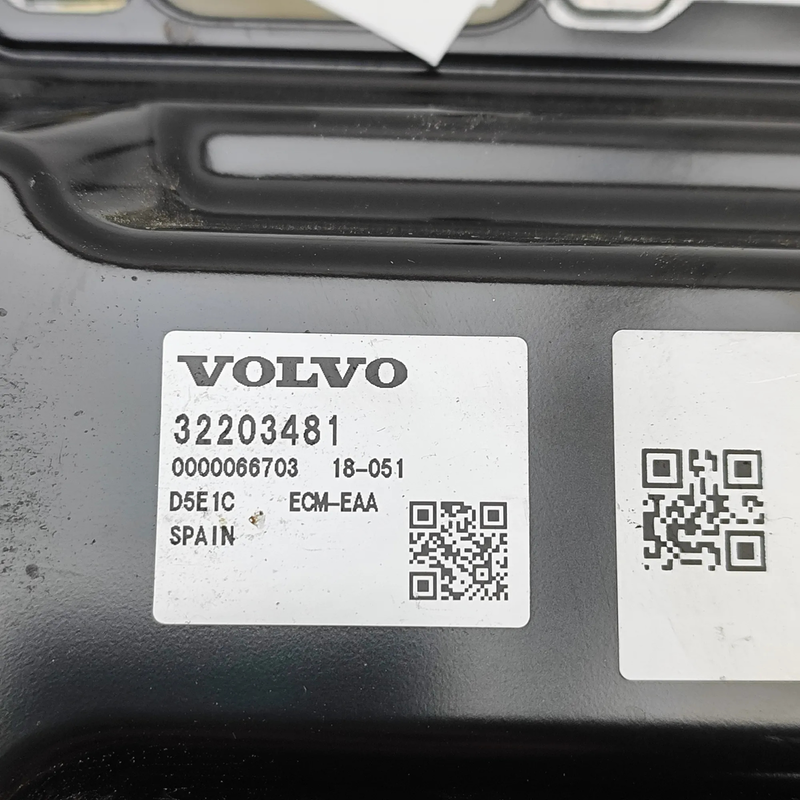 VOLVO
32203481
0000066703 18-051
D5E1C ECM-EAA
SPAIN